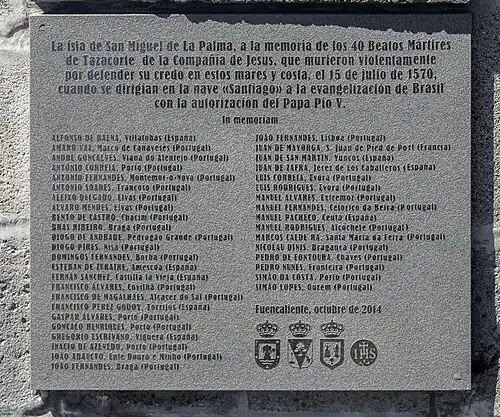 La isla de San Miguel de La Palma, a la memoria de los 40 Beatos Mártires
de Tazacorte de la Compañía de Jesus, que murieron violentamente
por defender su credo en estos mares y costa, el 15 de julio de 1570,
cuando se dirigían en la nave «Santiago» a la evangelización de Brasil
con la autorización del Papa Pío V.
In memoriam
ALFONSO DE BAENA, Villatobas (España)
AMARO VAZ, Marco de Canaveses (Portugal)
ANDRÉ GONÇALVES, Viana do Alentejo (Portugal)
ANTÓNIO CORREIA, Porto (Portugal)
ANTONIO FERNANDES, Montemor-o-Novo (Portugal)
ANTONIO SOARES, Trancoso (Portugal)
ALEIXO DELGADO, Elvas (Portugal)
ALVARO MENDES, Elvas (Portugal)
BENTO DE CASTRO, Chacim (Portugal)
BRAS RIBEIRO, Braga (Portugal)
DIOGO DE ANDRADE, Pedrógão Grande (Portugal)
DIOGO PIRES, Nisa (Portugal)
DOMINGOS FERNANDES, Borba (Portugal)
ESTEBAN DE ZURAIRE, Amescoa (España)
FERNÁN SÁNCHEZ, Castilla la Vieja (España)
FRANCISCO ALVARES, Covilha (Portugal)
FRANCISCO DE MAGALHAES, Alcacer do Sal (Portugal)
FRANCISCO PEREZ GODOY, Torrijos (España)
GASPAR ALVARES, Porto (Portugal)
GONÇALO HENRIQUES, Porto (Portugal)
GREGORIO ESCRIVANO, Viguera (España)
INACIO DE AZEVEDO, Porto (Portugal)
JOÃO ADAUCTO, Ente Douro e Minho (Portugal)
JOÃO FERNANDES, Braga (Portugal)
JOÃO FERNANDES, Lisboa (Portugal)
JUAN DE MAYORGA, S. Juan de Pied de Port (Francia)
JUAN DE SAN MARTÍN, Yuncos (España)
JUAN DE ZAFRA, Jerez de Los Caballeros (España)
LUIS CORREIA, Évora (Portugal)
LUIS RODRIGUES, Évora (Portugal)
MANUEL ALVARES, Extremoz (Portugal)
MANUEL FERNANDES, Celorico da Beira (Portugal)
MANUEL PACHECO, Ceuta (España)
MANUEL RODRIGUES, Alcochete (Portugal)
MARCOS CALDEIRA, Santa María da Feira (Portugal)
NICOLAU DINIS, Bragança (Portugal)
PEDRO DE FONTOURA, Chaves (Portugal)
PEDRO NUNES, Fronteira (Portugal)
SIMÃO DA COSTA, Porto (Portugal)
SIMÃO LOPES, Ourem (Portugal)
Fuencaliente, octubre de 2014
IHS